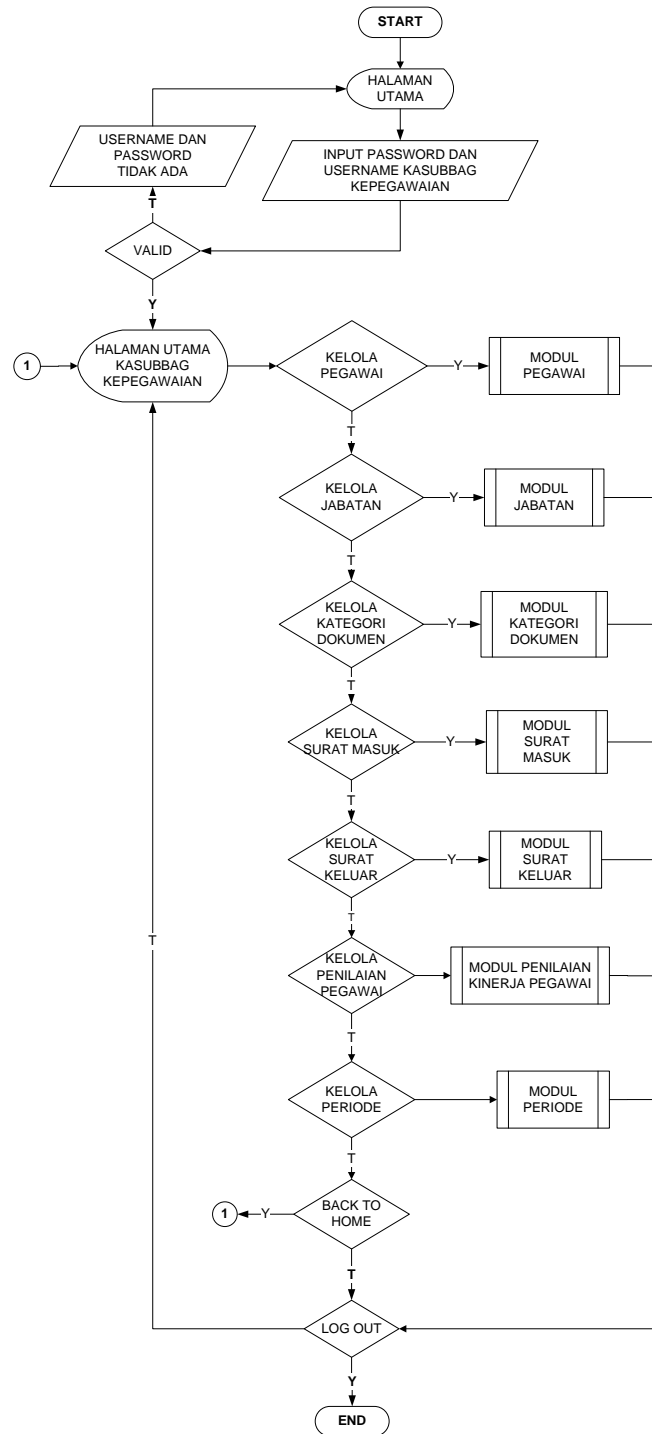 START
HALAMAN
UTAMA
USERNAME DAN
PASSWORD
TIDAK ADA
INPUT PASSWORD DAN
USERNAME KASUBBAG
KEPEGAWAIAN
T
VALID
Y
1
HALAMAN UTAMA
KASUBBAG
KEPEGAWAIAN
KELOLA
PEGAWAI
Y
MODUL
PEGAWAI
T
KELOLA
JABATAN
Y
MODUL
JABATAN
T
KELOLA
KATEGORI
DOKUMEN
Y
MODUL
KATEGORI
DOKUMEN
T
KELOLA
SURAT MASUK
Y
MODUL
SURAT
MASUK
T
KELOLA
SURAT
KELUAR
Y
MODUL
SURAT
KELUAR
T
T
KELOLA
PENILAIAN
PEGAWAI
MODUL PENILAIAN
KINERJA PEGAWAI
T
KELOLA
PERIODE
MODUL
PERIODE
T
1
Y
BACK TO
HOME
T
LOG OUT
Y
END